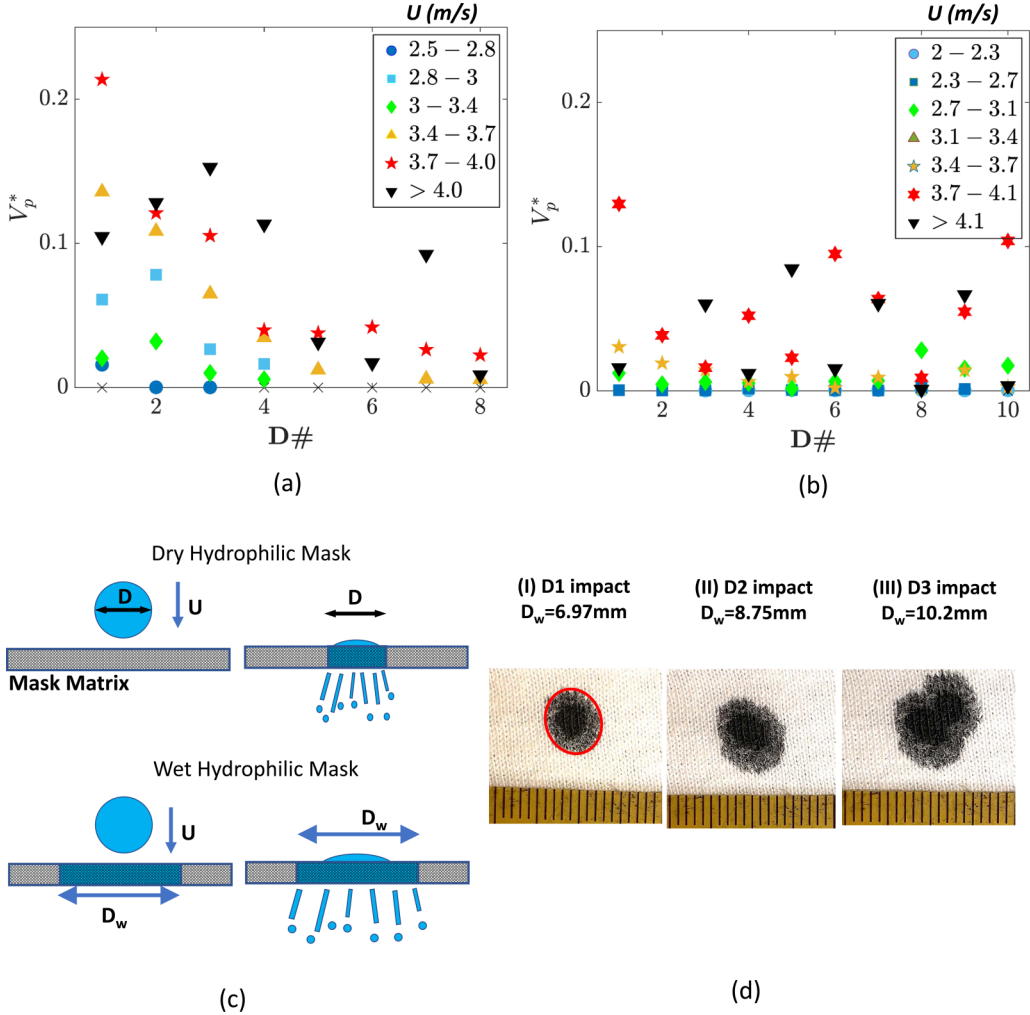 U (m/s)
2.5 − 2.8
2.8 − 3
3 − 3.4
3.4 − 3.7
3.7 − 4.0
> 4.0
0.2
0.1
0
V*p
2
4
6
8
D#
(a)
U (m/s)
2 − 2.3
2.3 − 2.7
2.7 − 3.1
3.1 − 3.4
3.4 − 3.7
3.7 − 4.1
> 4.1
0.2
0.1
0
V*p
2
4
6
8
10
D#
(b)
Dry Hydrophilic Mask
D
U
D
Mask Matrix
Wet Hydrophilic Mask
U
Dw
Dw
(c)
(I) D1 impact
Dw=6.97mm
(II) D2 impact
Dw=8.75mm
(III) D3 impact
Dw=10.2mm
(d)